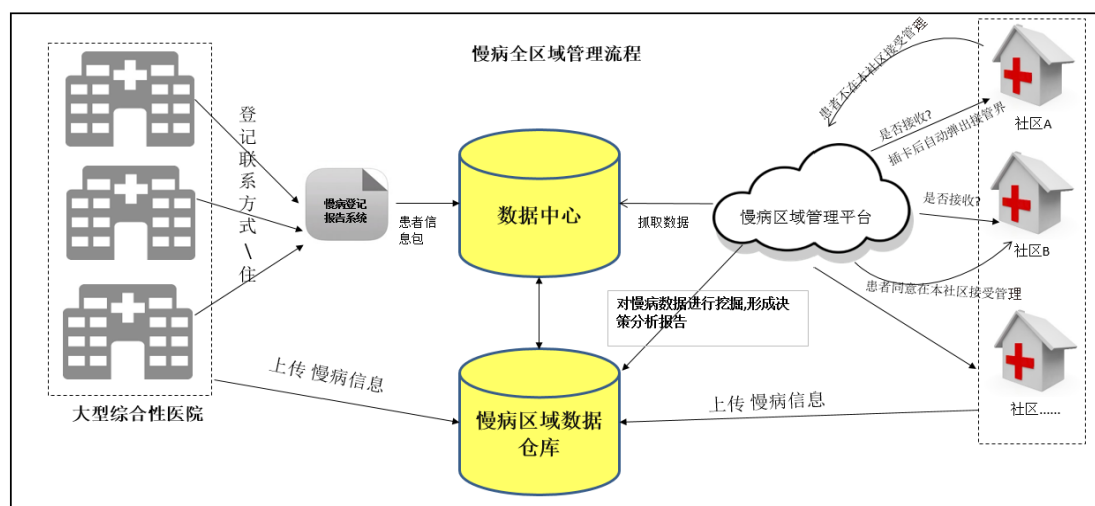 慢病全区域管理流程
登记联系方式/住
大型综合性医院
慢病登记
报告系统
患者信
息包
数据中心
抓取数据
慢病区域管理平台
患者不在本社区接受管理
是否接收?
插卡后自动弹出接管界
社区A
是否接收?
社区B
患者同意在本社区接受管理
对慢病数据进行挖掘,形成决
策分析报告
上传 慢病信息
慢病区域数据
仓库
上传 慢病信息
社区......